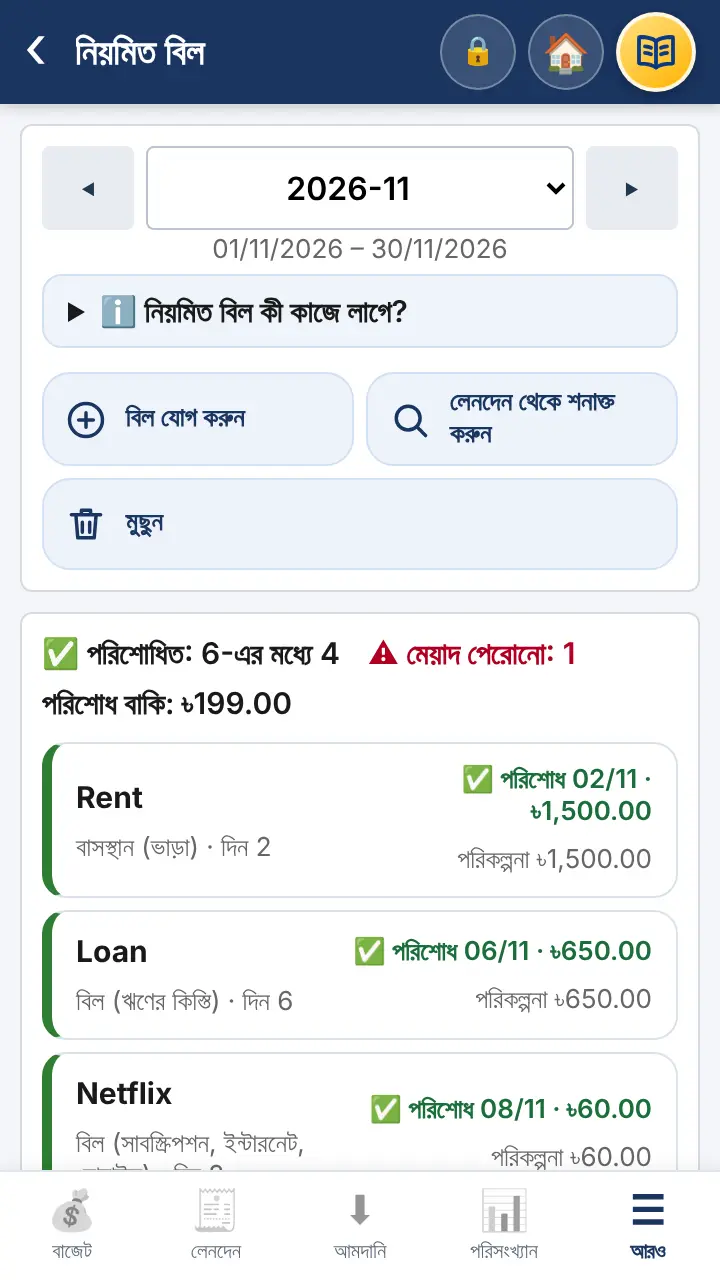 নিয়মিত বিল
2026-11
01/11/2026 – 30/11/2026
নিয়মিত বিল কী কাজে লাগে?
বিল যোগ করুন
লেনদেন থেকে শনাক্ত
করুন
মুছুন
পরিশোধিত: 6-এর মধ্যে 4 মেয়াদ পেরোনো: 1
পরিশোধ বাকি: ৳199.00
Rent
পরিশোধ 02/11 ·
৳1,500.00
বাসস্থান (ভাড়া) · দিন 2
পরিকল্পনা ৳1,500.00
Loan
পরিশোধ 06/11 · ৳650.00
বিল (ঋণের কিস্তি) · দিন 6
পরিকল্পনা ৳650.00
Netflix
পরিশোধ 08/11 · ৳60.00
বিল (সাবস্ক্রিপশন, ইন্টারনেট,
পরিকল্পনা ৳60.00
বাজেট
লেনদেন
আমদানি
পরিসংখ্যান
আরও